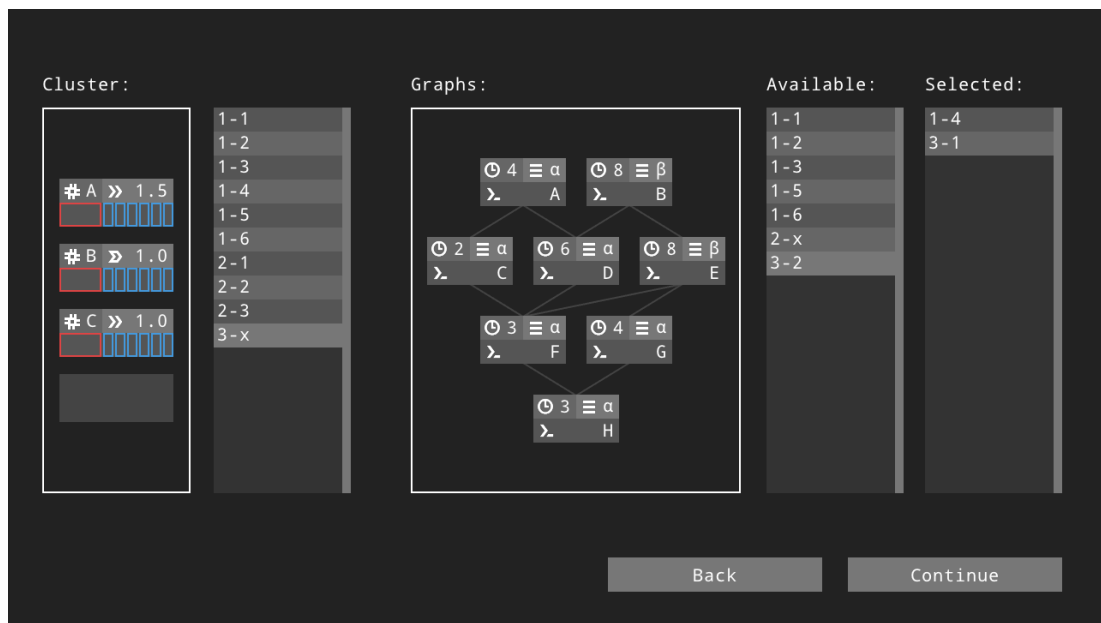 Cluster:
# A » 1.5
# B » 1.0
# C » 1.0
1-1
1-2
1-3
1-4
1-5
1-6
2-1
2-2
2-3
3-x
Graphs:
4 α 8 β
A B
2 α 6 α 8 β
C D E
3 α 4 α
F G
3 α
H
Available:
1-1
1-2
1-3
1-5
1-6
2-x
3-2
Selected:
1-4
3-1
Back Continue